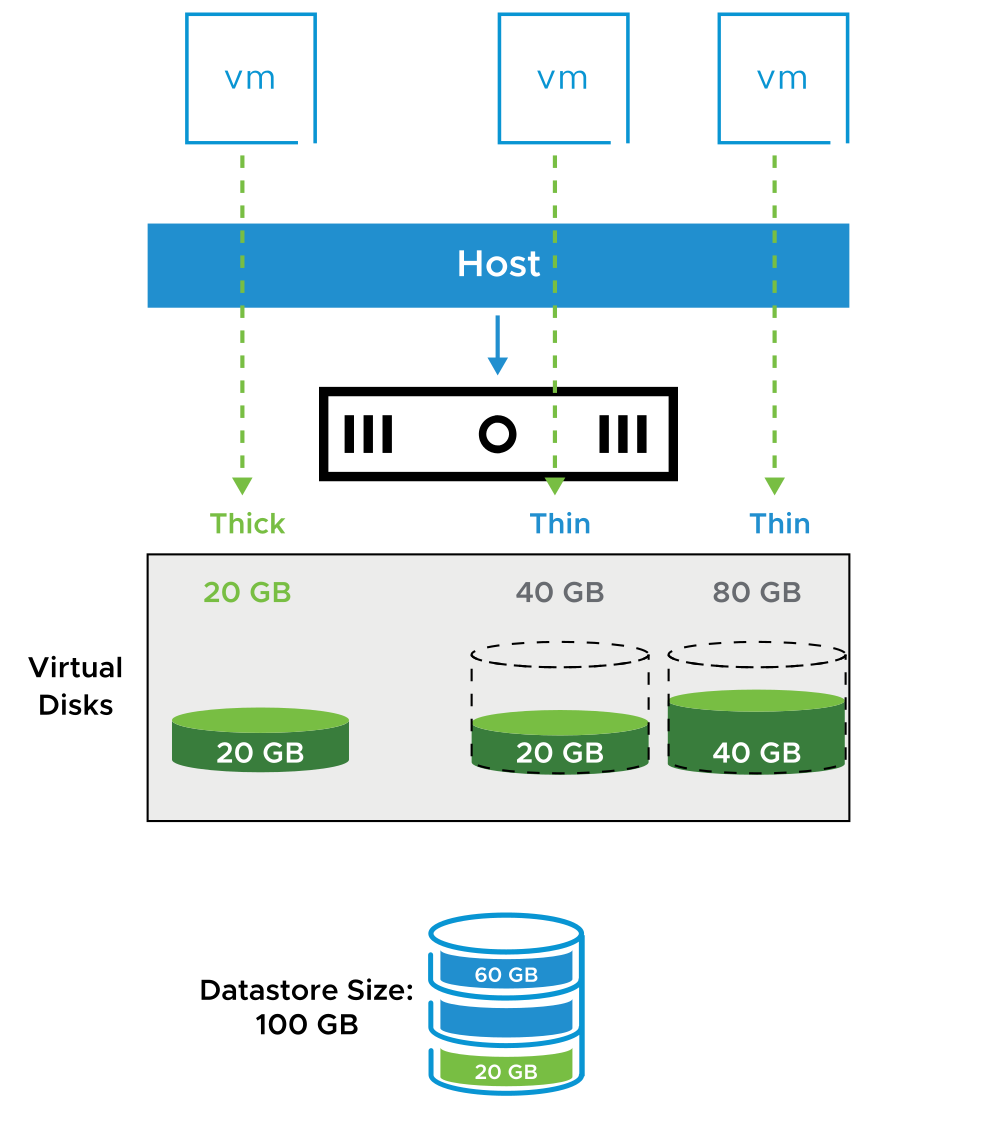 vm
vm
vm
Host
Thick
Thin
Thin
20 GB
40 GB
80 GB
Virtual
Disks
20 GB
20 GB
40 GB
60 GB
Datastore Size:
100 GB
20 GB